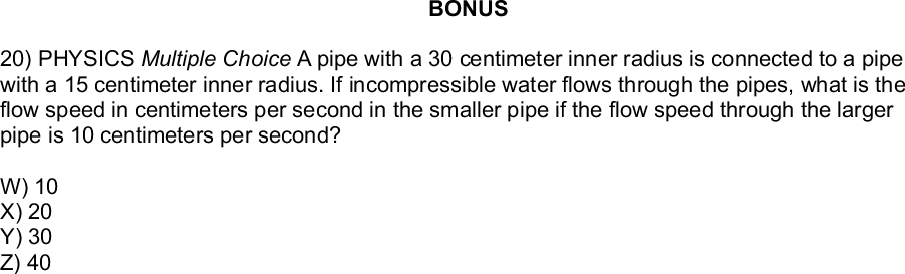 BONUS
20) PHYSICS Multiple Choice A pipe with a 30 centimeter inner radius is connected to a pipe
with a 15 centimeter inner radius. If incompressible water flows through the pipes, what is the
flow speed in centimeters per second in the smaller pipe if the flow speed through the larger
pipe is 10 centimeters per second?
W) 10
X) 20
Y) 30
Z) 40